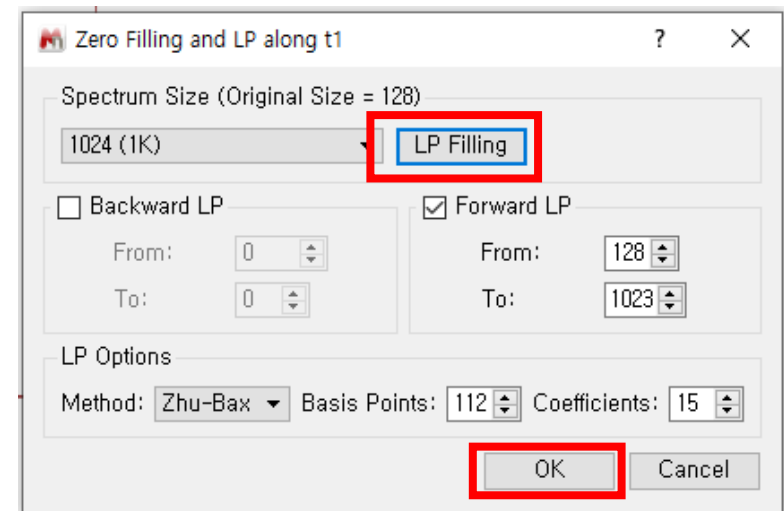 Zero Filling and LP along t1 ? ×
Spectrum Size (Original Size = 128)
1024 (1K) LP Filling
Backward LP
From: 0
To: 0
Forward LP
From: 128
To: 1023
LP Options
Method: Zhu-Bax Basis Points: 112 Coefficients: 15
OK Cancel